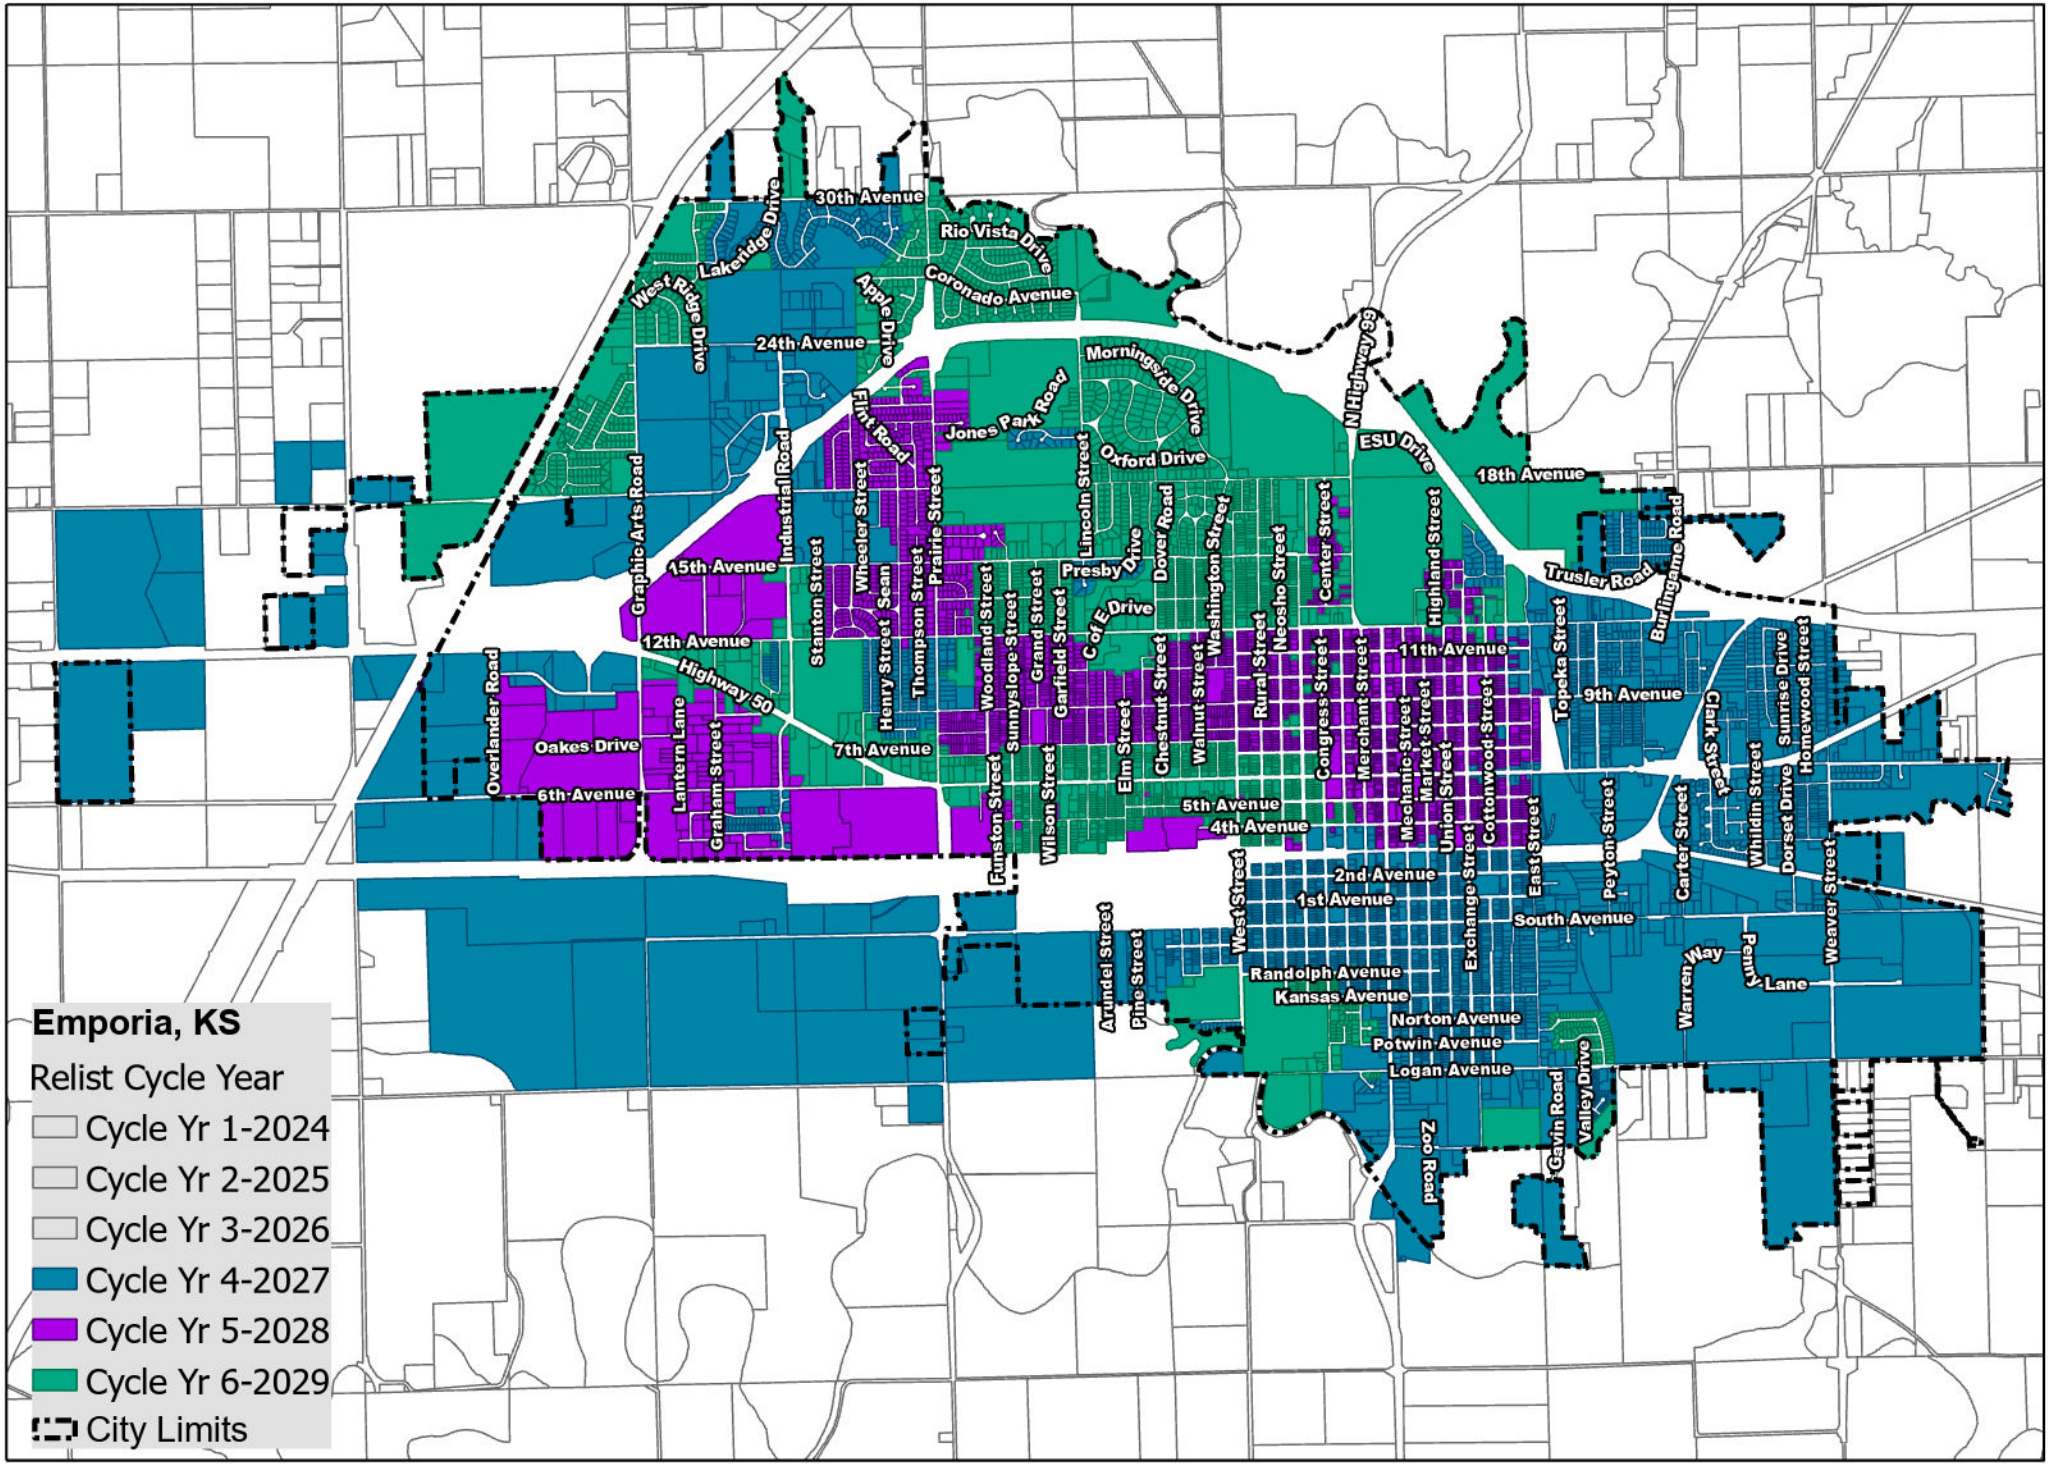 30th Avenue
Rio Vista Drive
Lakeridge Drive
West Ridge Drive
Apple Drive
Coronado Avenue
24th Avenue
N Highway 99
Morningside Drive
Flint Road
Jones Park Road
Oxford Drive
ESU Drive
18th Avenue
Graphic Arts Road
Industrial Road
Wheeler Street
Prairie Street
Lincoln Street
Dover Road
Washington Street
Neosho Street
Center Street
Highland Street
Burlingame Road
15th Avenue
Presby Drive
Trusler Road
Stanton Street
Sean
Thompson Street
Woodland Street
Sunnyslope Street
Grand Street
Garfield Street
C of E Drive
12th Avenue
Highway 50
Henry Street
Chestnut Street
Walnut Street
Rural Street
Congress Street
Merchant Street
11th Avenue
Topeka Street
9th Avenue
Clark Street
Sunrise Drive
Homewood Street
Overlander Road
Oakes Drive
Lantern Lane
Graham Street
7th Avenue
Elm Street
Mechanic Street
Market Street
Union Street
Cottonwood Street
6th Avenue
Funston Street
Wilson Street
5th Avenue
4th Avenue
East Street
Peyton Street
Carter Street
Whildin Street
Dorset Drive
Weaver Street
West Street
2nd Avenue
1st Avenue
Exchange Street
South Avenue
Arundel Street
Pine Street
Randolph Avenue
Kansas Avenue
Norton Avenue
Potwin Avenue
Logan Avenue
Warren Way
Penny Lane
Zoo Road
Gavin Road
Valley Drive
Emporia, KS
Relist Cycle Year
Cycle Yr 1-2024
Cycle Yr 2-2025
Cycle Yr 3-2026
Cycle Yr 4-2027
Cycle Yr 5-2028
Cycle Yr 6-2029
City Limits